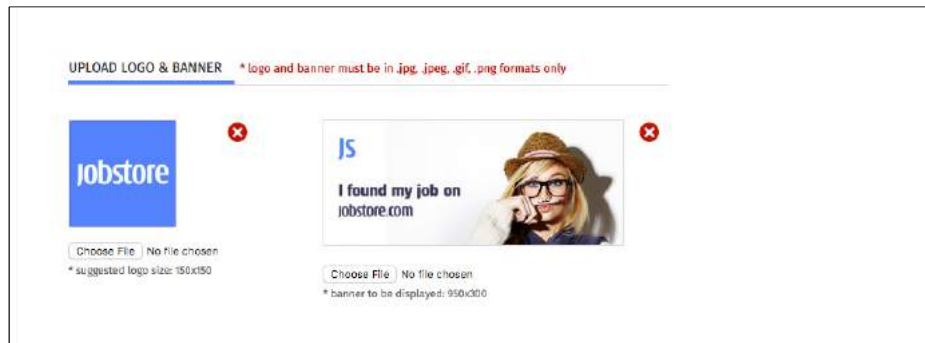 UPLOAD LOGO & BANNER * logo and banner must be in .jpg, .jpeg, .gif, .png formats only
jobstore
Choose File No file chosen
* suggested logo size: 150x150
JS
I found my job on
jobstore.com
Choose File No file chosen
* banner to be displayed: 950x300